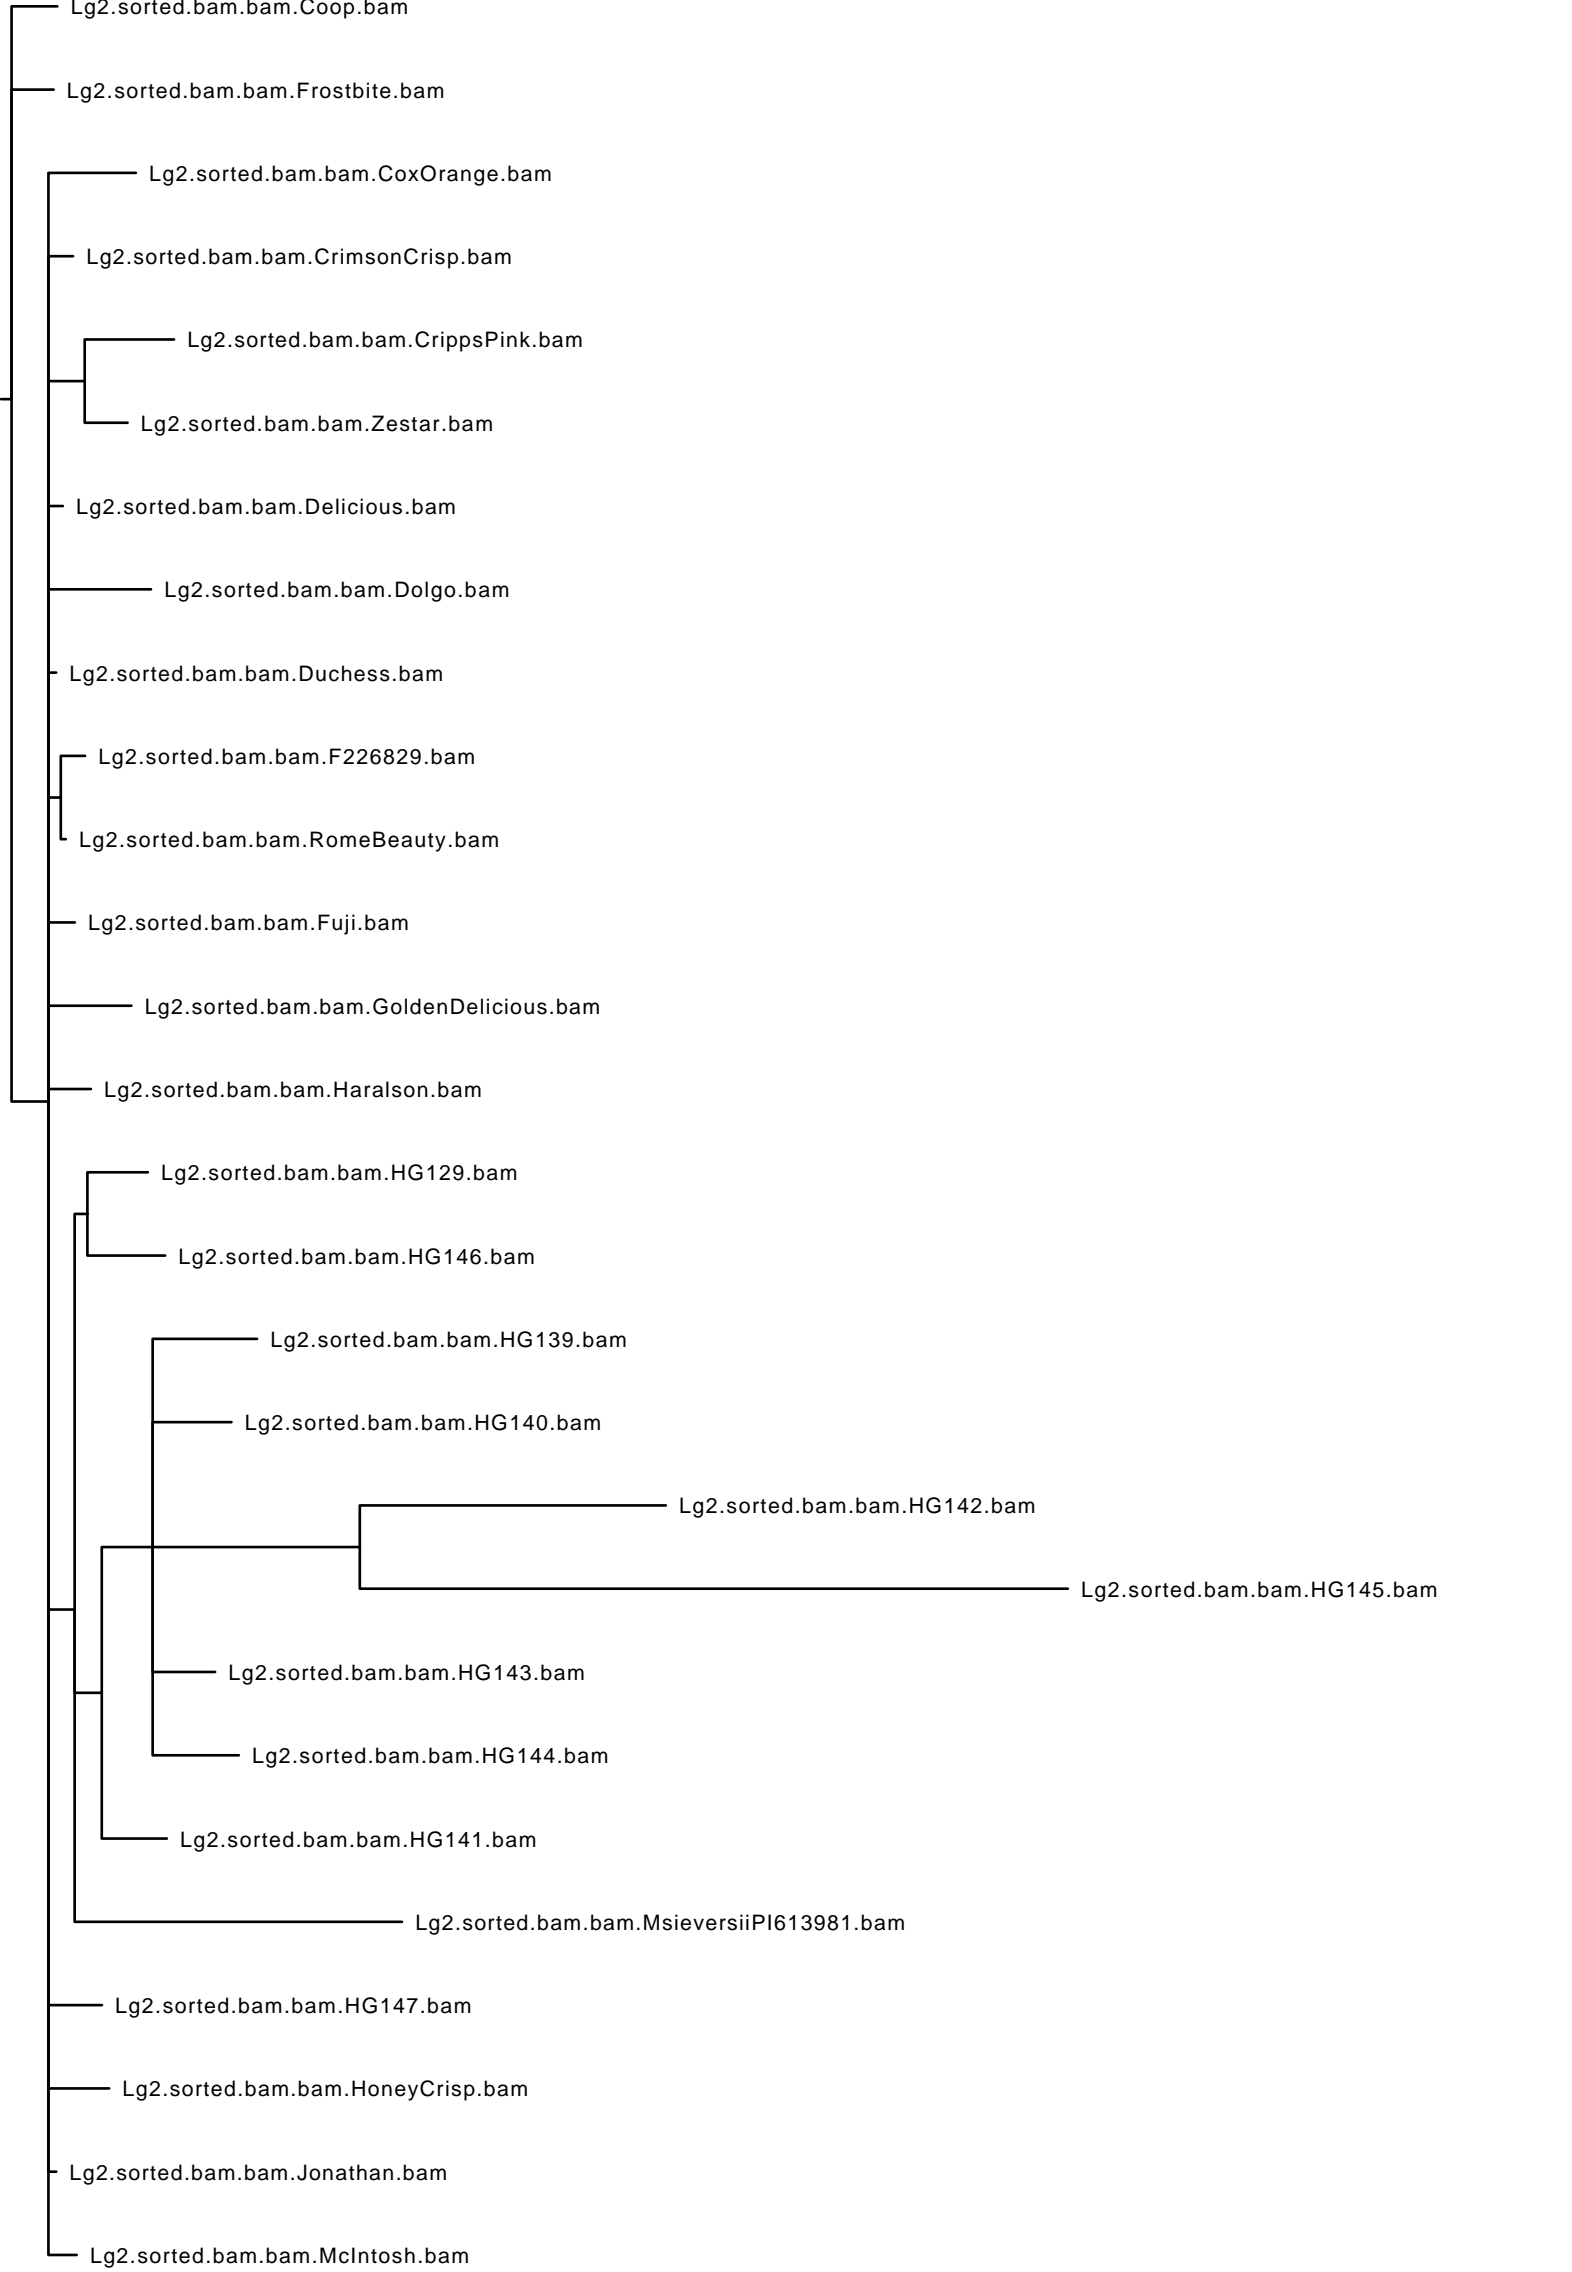 Lg2.sorted.bam.bam.Coop.bam
Lg2.sorted.bam.bam.Frostbite.bam
Lg2.sorted.bam.bam.CoxOrange.bam
Lg2.sorted.bam.bam.CrimsonCrisp.bam
Lg2.sorted.bam.bam.CrippsPink.bam
Lg2.sorted.bam.bam.Zestar.bam
Lg2.sorted.bam.bam.Delicious.bam
Lg2.sorted.bam.bam.Dolgo.bam
Lg2.sorted.bam.bam.Duchess.bam
Lg2.sorted.bam.bam.F226829.bam
Lg2.sorted.bam.bam.RomeBeauty.bam
Lg2.sorted.bam.bam.Fuji.bam
Lg2.sorted.bam.bam.GoldenDelicious.bam
Lg2.sorted.bam.bam.Haralson.bam
Lg2.sorted.bam.bam.HG129.bam
Lg2.sorted.bam.bam.HG146.bam
Lg2.sorted.bam.bam.HG139.bam
Lg2.sorted.bam.bam.HG140.bam
Lg2.sorted.bam.bam.HG142.bam
Lg2.sorted.bam.bam.HG145.bam
Lg2.sorted.bam.bam.HG143.bam
Lg2.sorted.bam.bam.HG144.bam
Lg2.sorted.bam.bam.HG141.bam
Lg2.sorted.bam.bam.MsieversiiPI613981.bam
Lg2.sorted.bam.bam.HG147.bam
Lg2.sorted.bam.bam.HoneyCrisp.bam
Lg2.sorted.bam.bam.Jonathan.bam
Lg2.sorted.bam.bam.McIntosh.bam